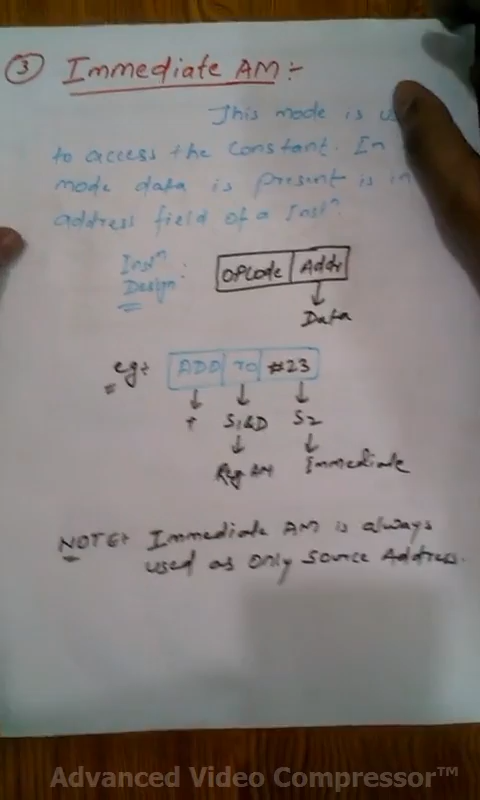 3 Immediate AM:-
This mode is
to access the Constant. In
mode data is present is in
address field of a Insⁿ.
Insⁿ
Design :
OPCode Addr
Data
eg:- ADD r0 #23
+ S1&D S2
Reg AM Immediate
NOTE:- Immediate AM is always
used as only Source Address.
Advanced Video Compressor™